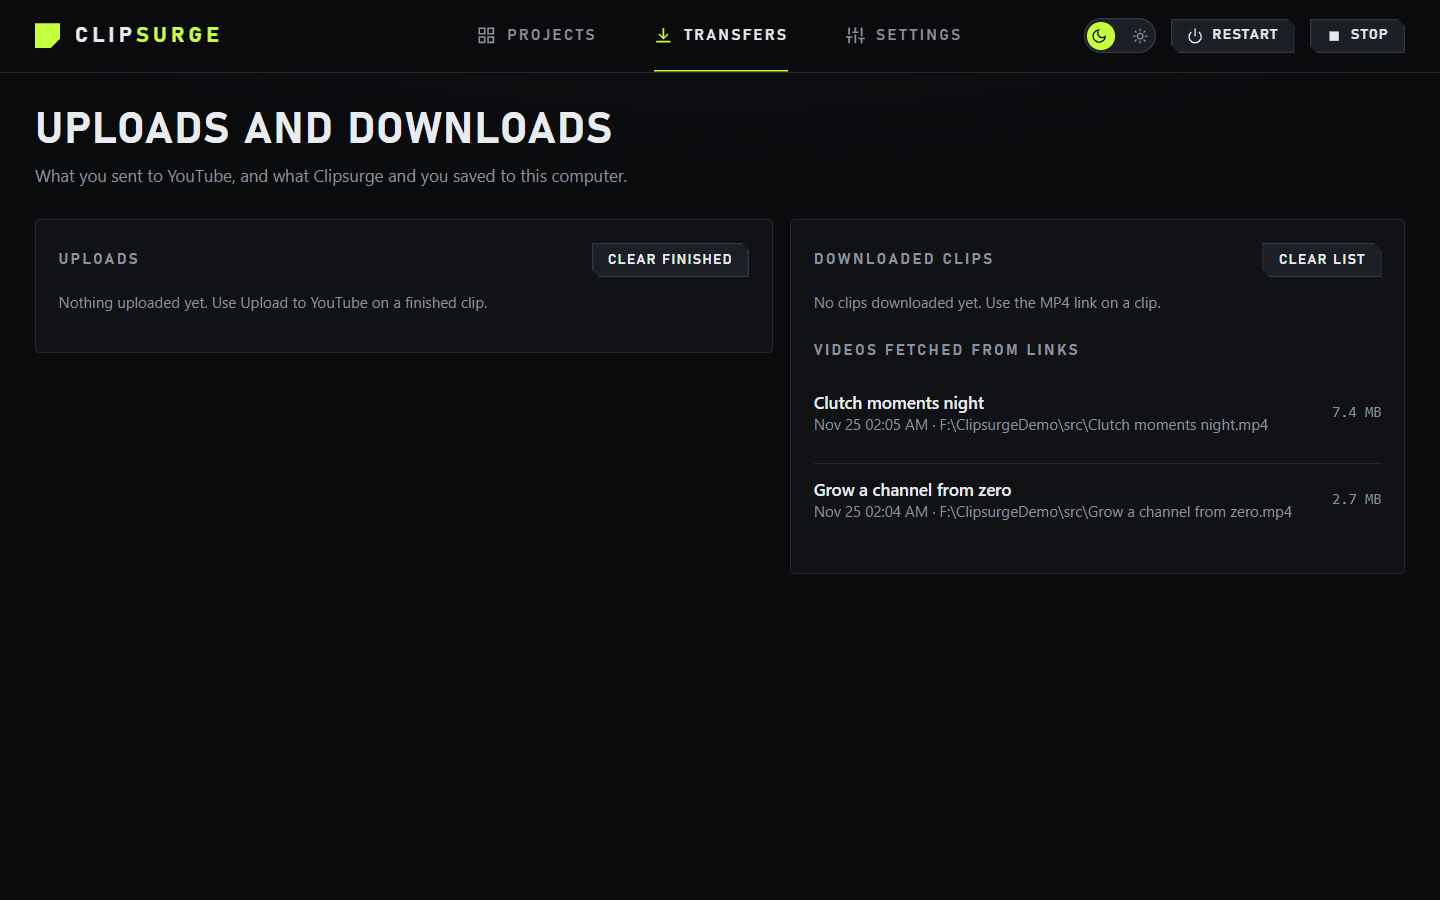 CLIPSURGE
PROJECTS
TRANSFERS
SETTINGS
RESTART
STOP
UPLOADS AND DOWNLOADS
What you sent to YouTube, and what Clipsurge and you saved to this computer.
UPLOADS
CLEAR FINISHED
Nothing uploaded yet. Use Upload to YouTube on a finished clip.
DOWNLOADED CLIPS
CLEAR LIST
No clips downloaded yet. Use the MP4 link on a clip.
VIDEOS FETCHED FROM LINKS
Clutch moments night
Nov 25 02:05 AM · F:\ClipsurgeDemo\src\Clutch moments night.mp4
7.4 MB
Grow a channel from zero
Nov 25 02:04 AM · F:\ClipsurgeDemo\src\Grow a channel from zero.mp4
2.7 MB